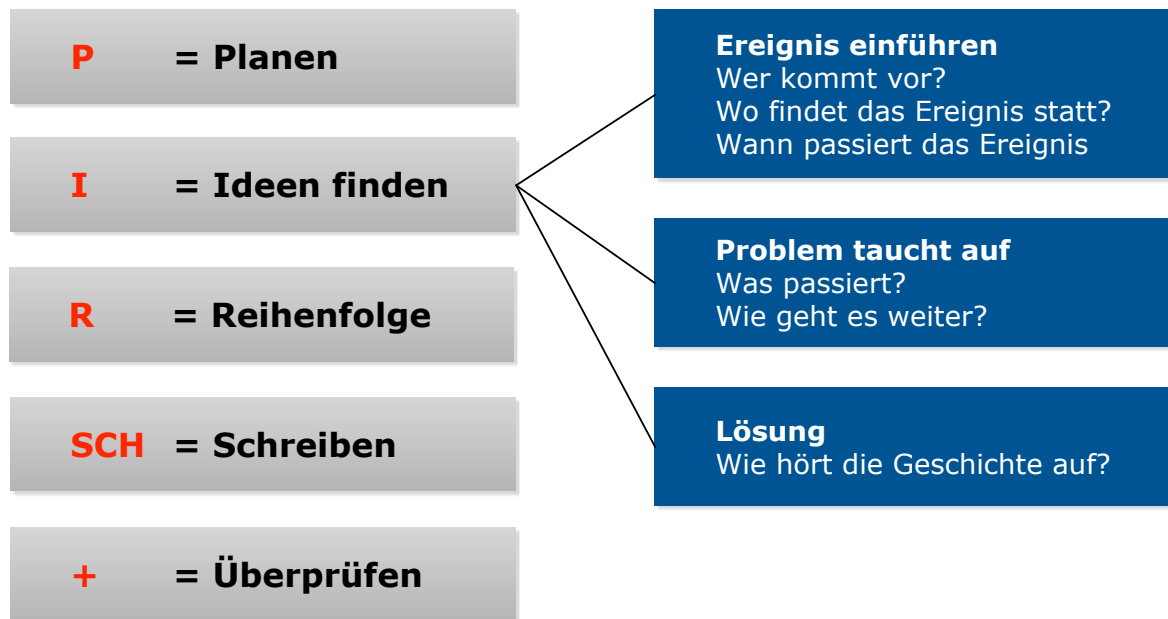 P = Planen
I = Ideen finden
R = Reihenfolge
SCH = Schreiben
+ = Überprüfen
Ereignis einführen
Wer kommt vor?
Wo findet das Ereignis statt?
Wann passiert das Ereignis
Problem taucht auf
Was passiert?
Wie geht es weiter?
Lösung
Wie hört die Geschichte auf?